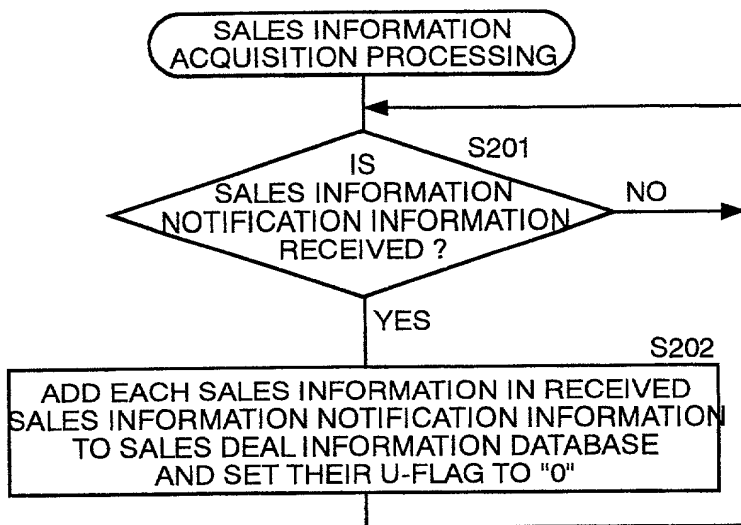 SALES INFORMATION
ACQUISITION PROCESSING
S201
IS
SALES INFORMATION
NOTIFICATION INFORMATION
RECEIVED ?
NO
YES
S202
ADD EACH SALES INFORMATION IN RECEIVED
SALES INFORMATION NOTIFICATION INFORMATION
TO SALES DEAL INFORMATION DATABASE
AND SET THEIR U-FLAG TO "0"